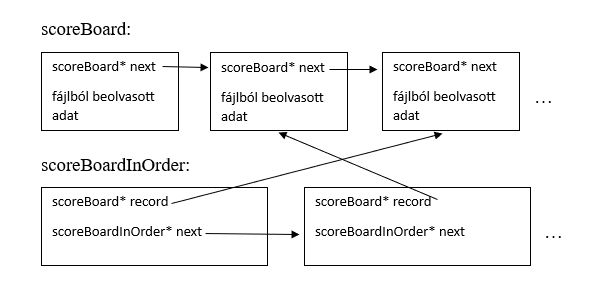 scoreBoard:
scoreBoard* next scoreBoard* next scoreBoard* next
fájlból beolvasott fájlból beolvasott fájlból beolvasott
adat adat adat
...
scoreBoardInOrder:
scoreBoard* record scoreBoard* record
scoreBoardInOrder* next scoreBoardInOrder* next
...